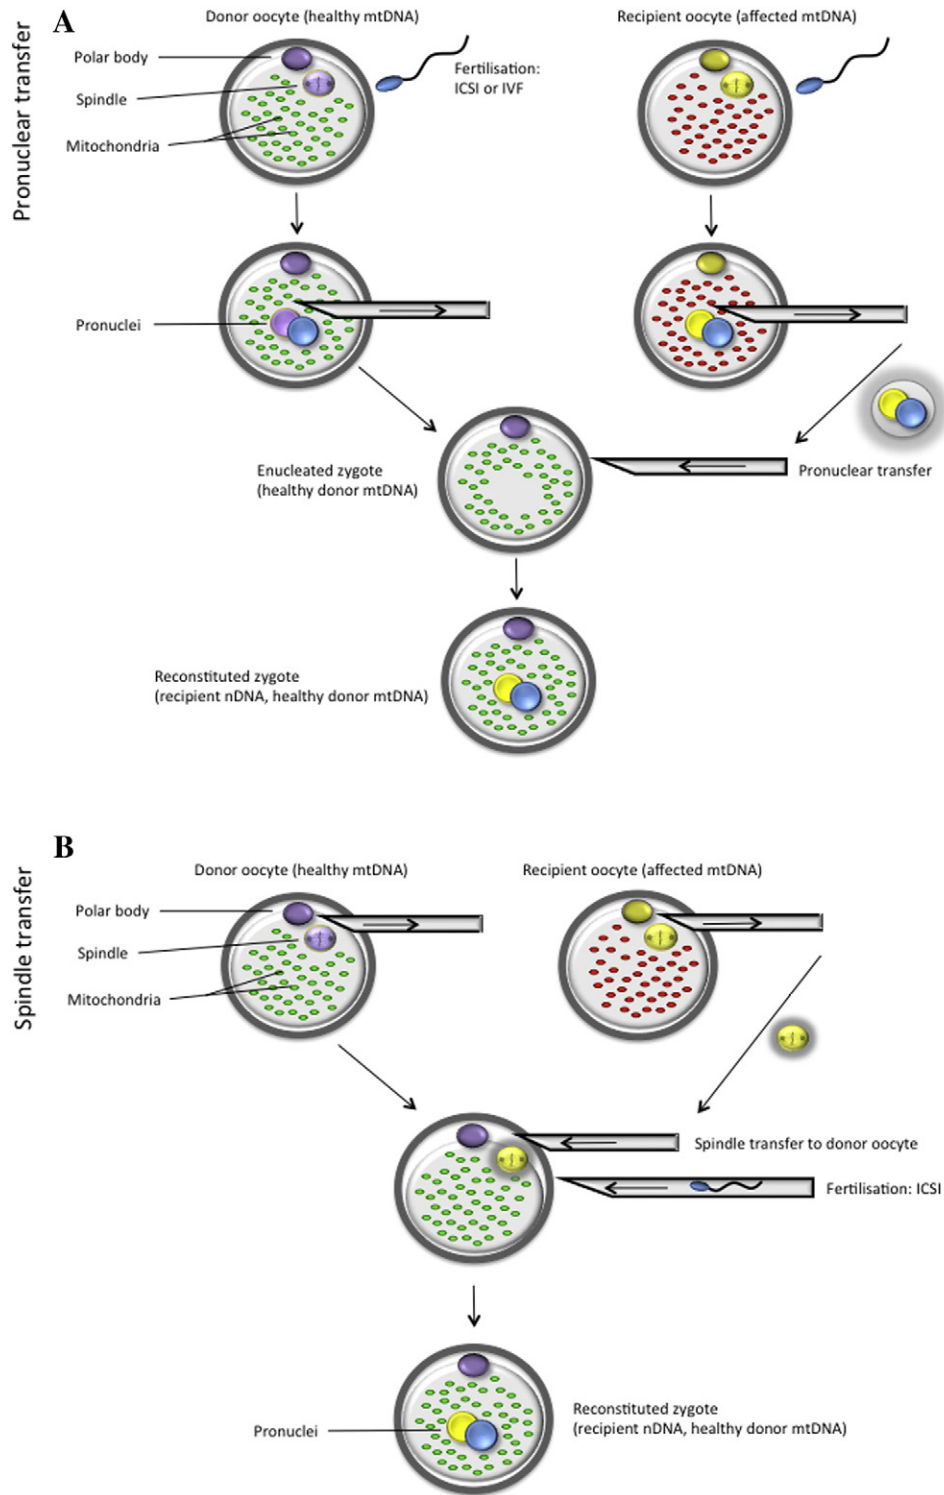 A
Pronuclear transfer
Donor oocyte (healthy mtDNA)
Recipient oocyte (affected mtDNA)
Polar body
Spindle
Mitochondria
Fertilisation:
ICSI or IVF
Pronuclei
Enucleated zygote
(healthy donor mtDNA)
Pronuclear transfer
Reconstituted zygote
(recipient nDNA, healthy donor mtDNA)
B
Spindle transfer
Donor oocyte (healthy mtDNA)
Recipient oocyte (affected mtDNA)
Polar body
Spindle
Mitochondria
Spindle transfer to donor oocyte
Fertilisation: ICSI
Pronuclei
Reconstituted zygote
(recipient nDNA, healthy donor mtDNA)